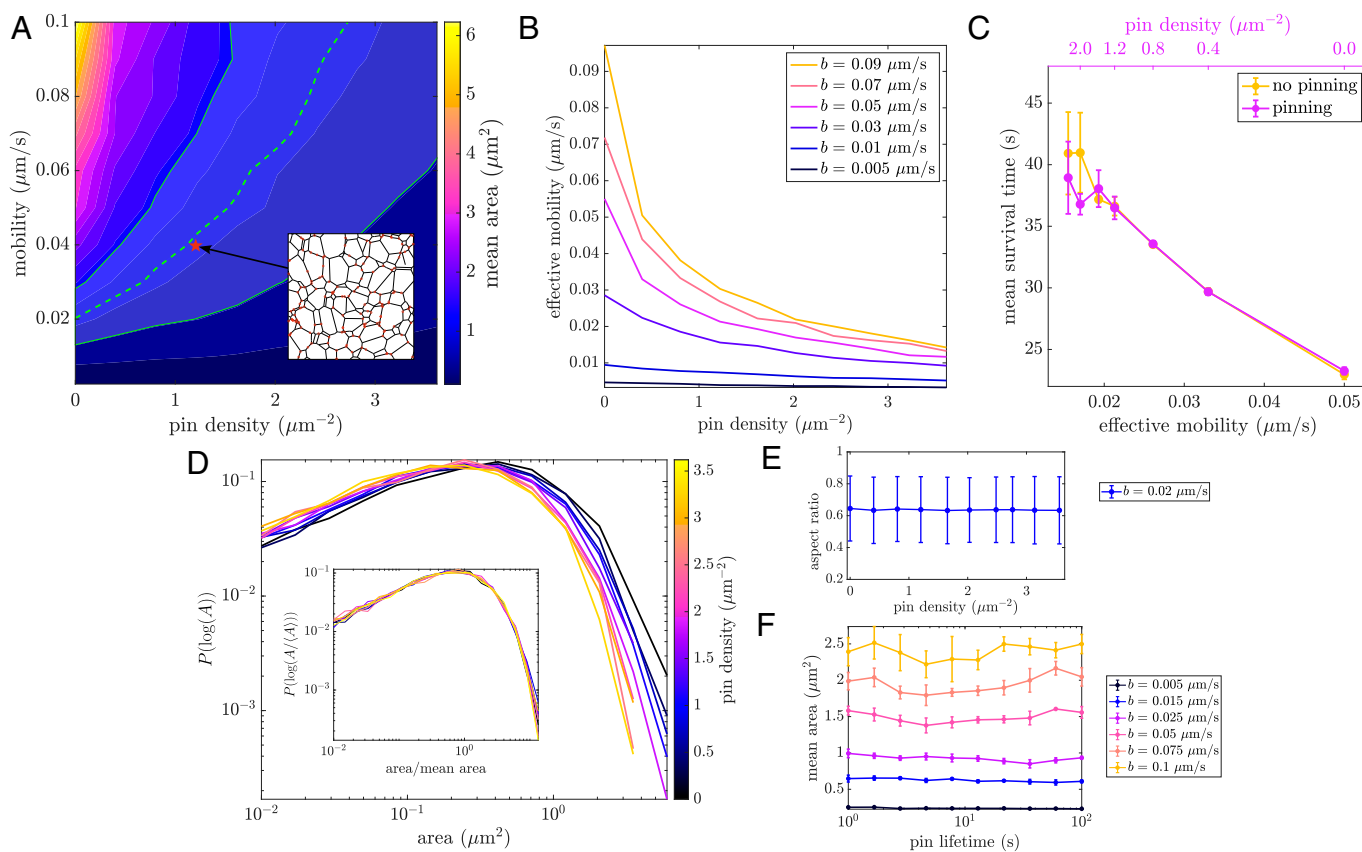 A
0.1
0.08
0.06
0.04
0.02
mobility (μm/s)
0
1
2
3
pin density (μm⁻²)
6
5
4
3
2
1
mean area (μm²)
B
0.09
0.08
0.07
0.06
0.05
0.04
0.03
0.02
0.01
effective mobility (μm/s)
0
1
2
3
pin density (μm⁻²)
b = 0.09 μm/s
b = 0.07 μm/s
b = 0.05 μm/s
b = 0.03 μm/s
b = 0.01 μm/s
b = 0.005 μm/s
C
pin density (μm⁻²)
2.0
1.2
0.8
0.4
0.0
no pinning
pinning
40
35
30
25
mean survival time (s)
0.02
0.03
0.04
0.05
effective mobility (μm/s)
D
10⁻¹
10⁻²
10⁻³
P(log(A))
10⁻²
10⁻¹
10⁰
area (μm²)
10⁻¹
10⁻²
10⁻³
P(log(A/⟨A⟩))
10⁻²
10⁰
area/mean area
3.5
3
2.5
2
1.5
1
0.5
0
pin density (μm⁻²)
E
1
0.8
0.6
0.4
0.2
aspect ratio
0
1
2
3
pin density (μm⁻²)
b = 0.02 μm/s
F
2.5
2
1.5
1
0.5
mean area (μm²)
10⁰
10¹
10²
pin lifetime (s)
b = 0.005 μm/s
b = 0.015 μm/s
b = 0.025 μm/s
b = 0.05 μm/s
b = 0.075 μm/s
b = 0.1 μm/s